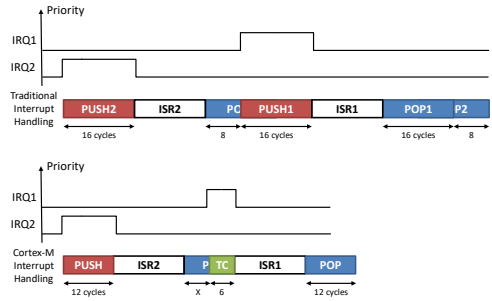 Priority
IRQ1
IRQ2
Traditional Interrupt Handling
PUSH2 ISR2 PO PUSH1 ISR1 POP1 P2
16 cycles 8 16 cycles 16 cycles 8
Priority
IRQ1
IRQ2
Cortex-M Interrupt Handling
PUSH ISR2 P TC ISR1 POP
12 cycles X 6 12 cycles